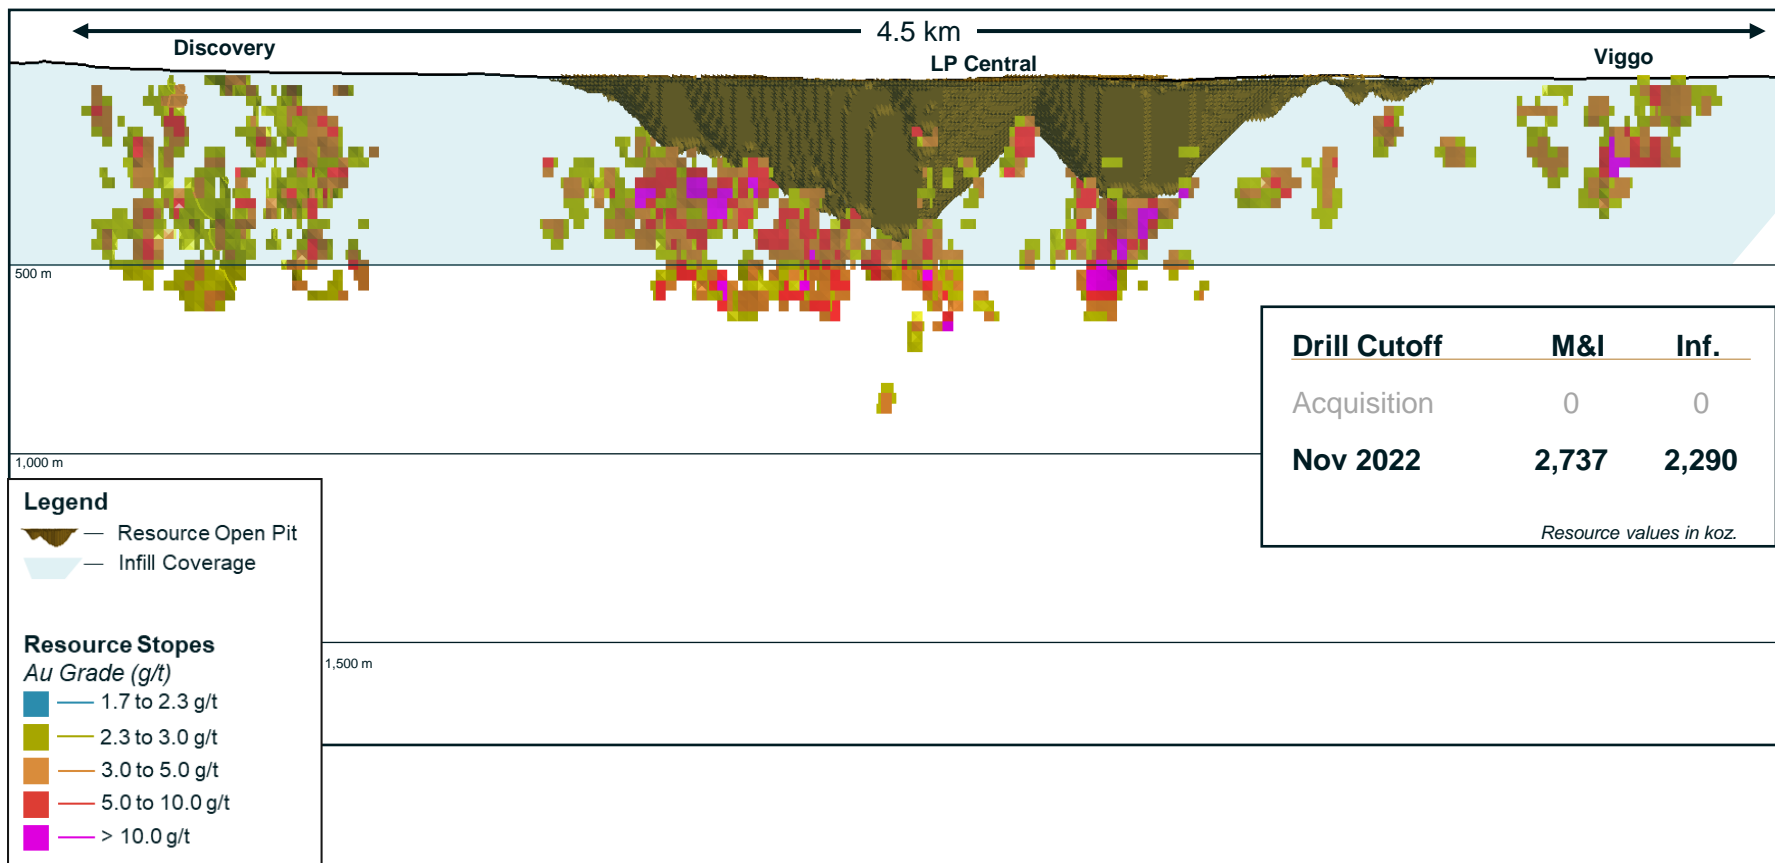 4.5 km
Discovery
LP Central
Viggo
500 m
Drill Cutoff M&I Inf.
Acquisition 0 0
Nov 2022 2,737 2,290
Resource values in koz.
1,000 m
Legend
Resource Open Pit
Infill Coverage
Resource Stopes
Au Grade (g/t)
1.7 to 2.3 g/t
2.3 to 3.0 g/t
3.0 to 5.0 g/t
5.0 to 10.0 g/t
> 10.0 g/t
1,500 m